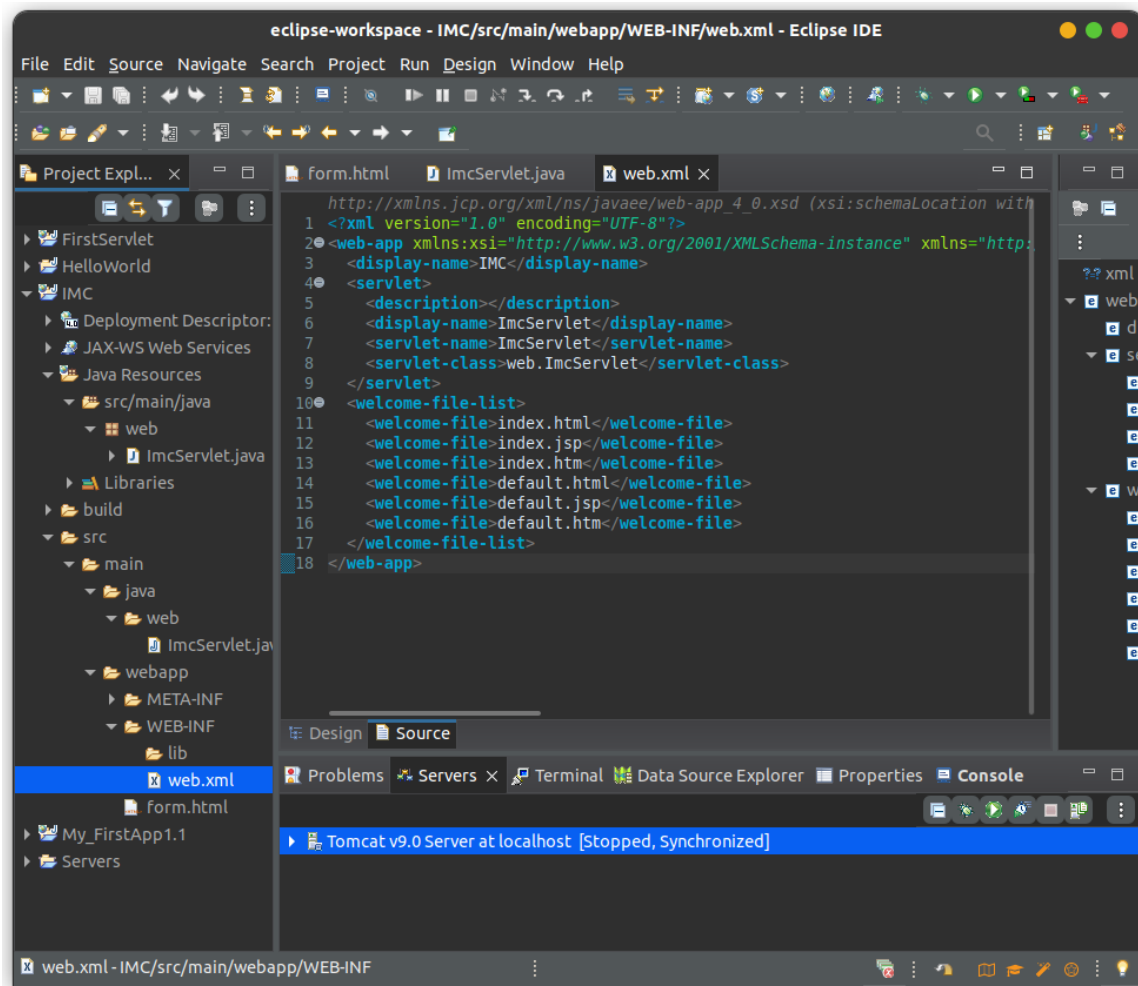 eclipse-workspace - IMC/src/main/webapp/WEB-INF/web.xml - Eclipse IDE
File Edit Source Navigate Search Project Run Design Window Help
Project Expl...
FirstServlet
HelloWorld
IMC
Deployment Descriptor:
JAX-WS Web Services
Java Resources
src/main/java
web
ImcServlet.java
Libraries
build
src
main
java
web
ImcServlet.jav
webapp
META-INF
WEB-INF
lib
web.xml
form.html
My_FirstApp1.1
Servers
form.html ImcServlet.java web.xml
http://xmlns.jcp.org/xml/ns/javaee/web-app_4_0.xsd (xsi:schemaLocation with
1 <?xml version="1.0" encoding="UTF-8"?>
2 <web-app xmlns:xsi="http://www.w3.org/2001/XMLSchema-instance" xmlns="http:
3 <display-name>IMC</display-name>
4 <servlet>
5 <description></description>
6 <display-name>ImcServlet</display-name>
7 <servlet-name>ImcServlet</servlet-name>
8 <servlet-class>web.ImcServlet</servlet-class>
9 </servlet>
10 <welcome-file-list>
11 <welcome-file>index.html</welcome-file>
12 <welcome-file>index.jsp</welcome-file>
13 <welcome-file>index.htm</welcome-file>
14 <welcome-file>default.html</welcome-file>
15 <welcome-file>default.jsp</welcome-file>
16 <welcome-file>default.htm</welcome-file>
17 </welcome-file-list>
18 </web-app>
Design Source
?-? xml
e web
e d
e se
e
e
e
e
e w
e
e
e
e
e
e
Problems Servers Terminal Data Source Explorer Properties Console
Tomcat v9.0 Server at localhost [Stopped, Synchronized]
web.xml - IMC/src/main/webapp/WEB-INF